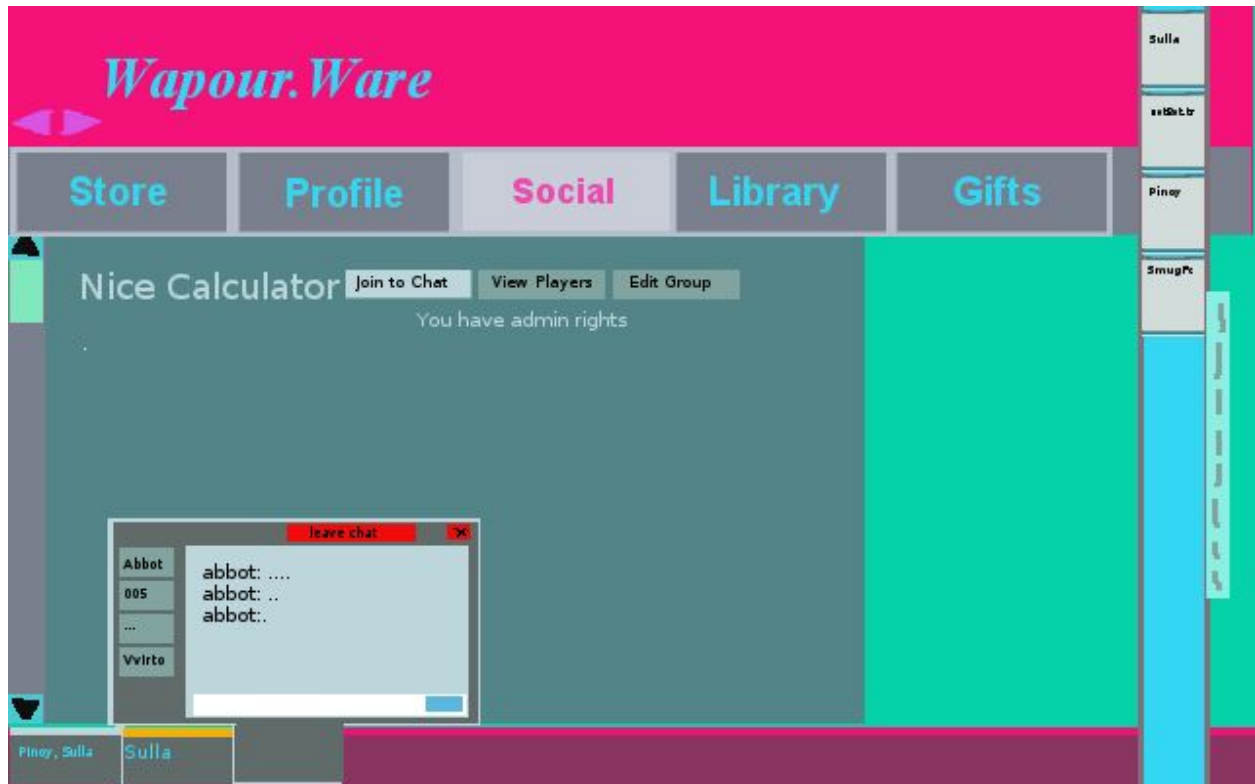 Wapour.Ware
Store Profile Social Library Gifts
Nice Calculator Join to Chat View Players Edit Group
You have admin rights
.
leave chat X
Abbot
005
...
Vvirto
abbot: ....
abbot: ..
abbot:.
Pinoy, Sulla
Sulla
Sulla
Pinoy